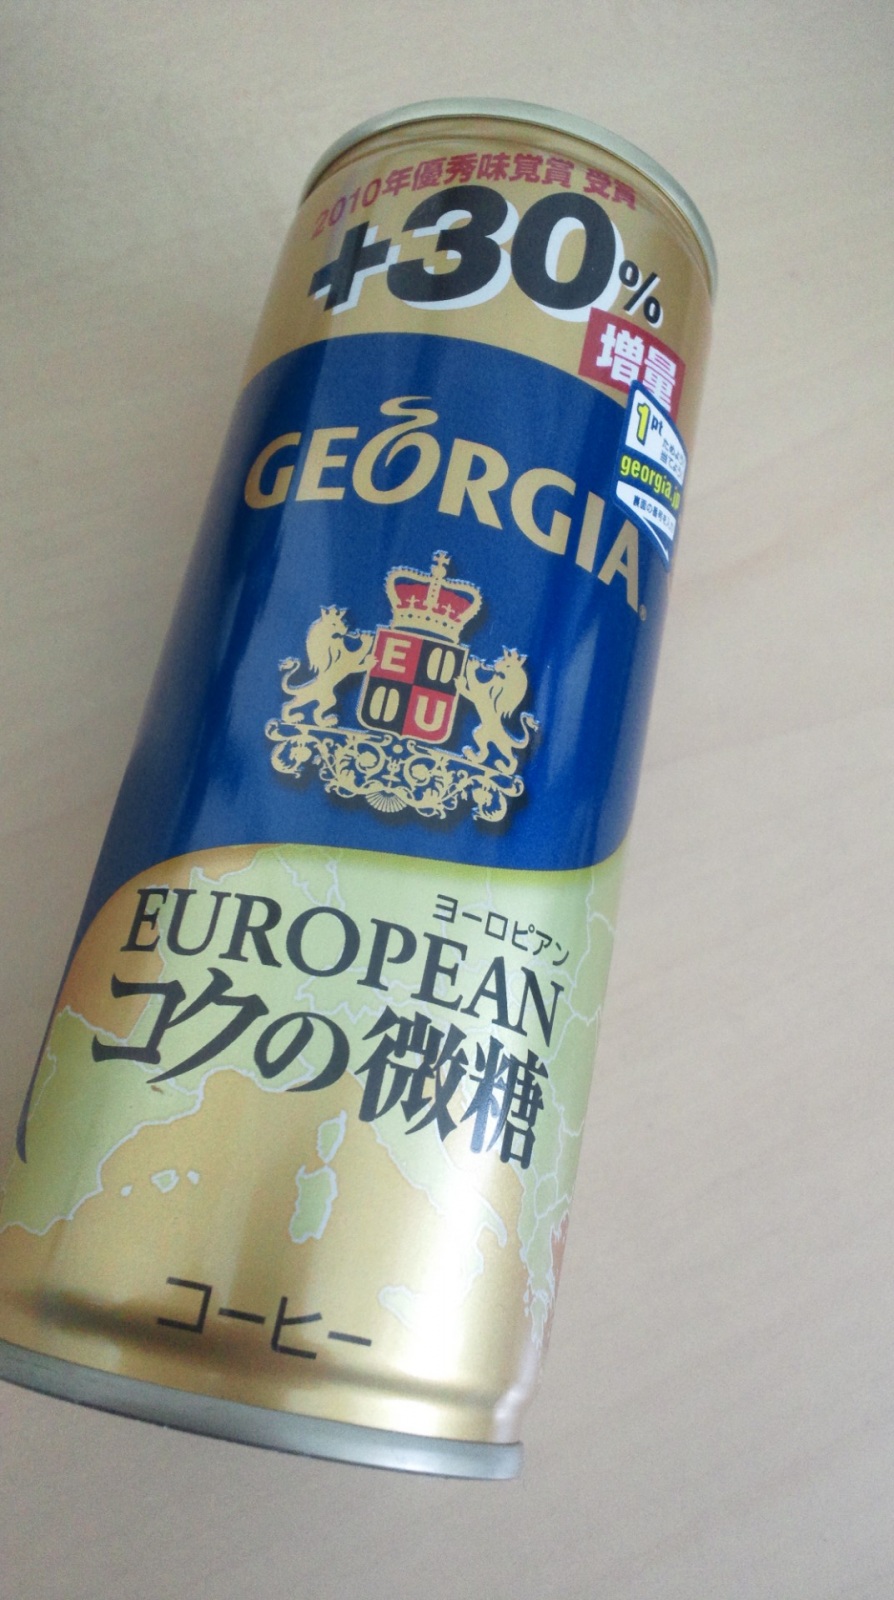 2010年優秀味覚賞 受賞
+30%
増量
1pt
georgia.jp
GEORGIA.
E
U
ヨーロピアン
EUROPEAN
コクの微糖
コーヒー